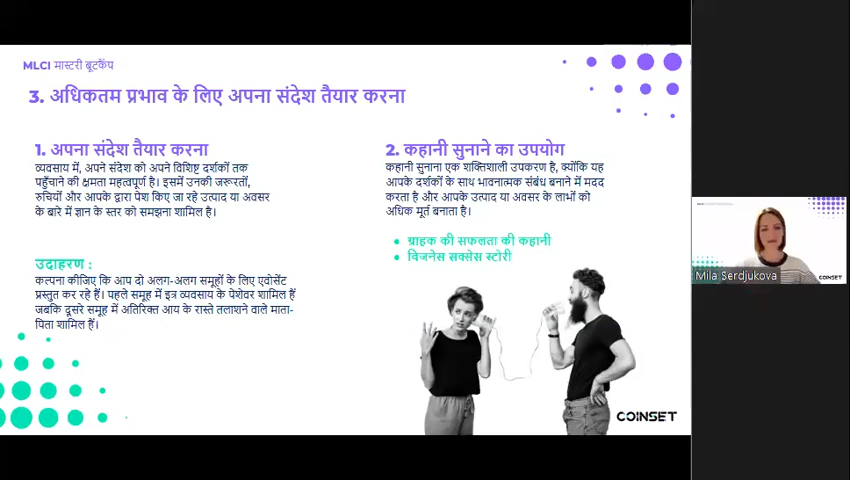 MLCI मास्टरी बूटकैंप
3. अधिकतम प्रभाव के लिए अपना संदेश तैयार करना
1. अपना संदेश तैयार करना
व्यवसाय में, अपने संदेश को अपने विशिष्ट दर्शकों तक
पहुँचाने की क्षमता महत्वपूर्ण है। इसमें उनकी जरूरतों,
रुचियों और आपके द्वारा पेश किए जा रहे उत्पाद या अवसर
के बारे में ज्ञान के स्तर को समझना शामिल है।
उदाहरण :
कल्पना कीजिए कि आप दो अलग-अलग समूहों के लिए एवोसेंट
प्रस्तुत कर रहे हैं। पहले समूह में इत्र व्यवसाय के पेशेवर शामिल हैं
जबकि दूसरे समूह में अतिरिक्त आय के रास्ते तलाशने वाले माता-
पिता शामिल हैं।
2. कहानी सुनाने का उपयोग
कहानी सुनाना एक शक्तिशाली उपकरण है, क्योंकि यह
आपके दर्शकों के साथ भावनात्मक संबंध बनाने में मदद
करता है और आपके उत्पाद या अवसर के लाभों को
अधिक मूर्त बनाता है।
● ग्राहक की सफलता की कहानी
● बिजनेस सक्सेस स्टोरी
COINSET
Mila Serdjukova
COINSET